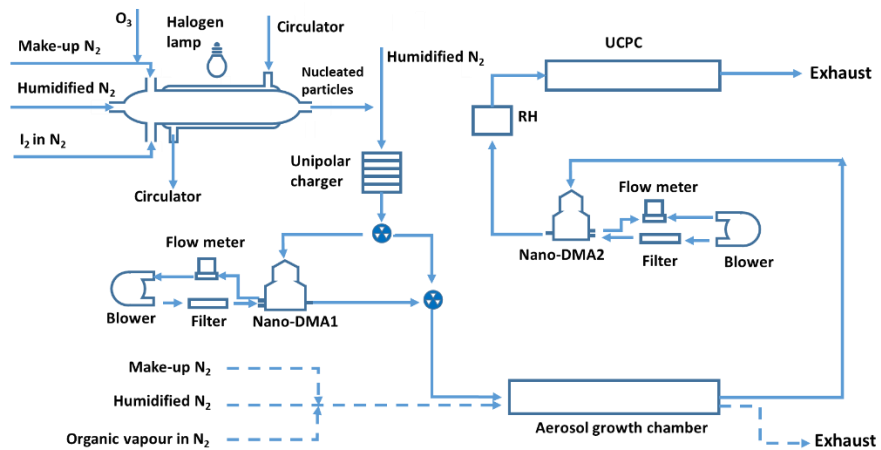 O3
Halogen
lamp
Circulator
UCPC
Make-up N2
Humidified N2
Exhaust
Nucleated
particles
Humidified N2
RH
I2 in N2
Unipolar
charger
Circulator
Flow meter
Flow meter
Nano-DMA2
Filter
Blower
Blower
Filter
Nano-DMA1
Make-up N2
Humidified N2
Organic vapour in N2
Aerosol growth chamber
Exhaust